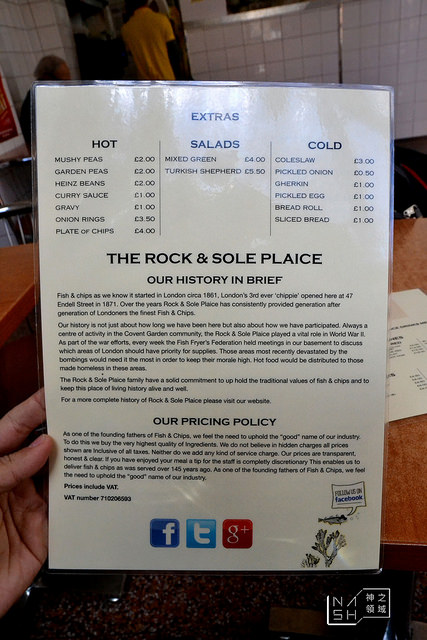 EXTRAS
HOT
MUSHY PEAS £2.00
GARDEN PEAS £2.00
HEINZ BEANS £2.00
CURRY SAUCE £1.00
GRAVY £1.00
ONION RINGS £3.50
PLATE OF CHIPS £4.00
SALADS
MIXED GREEN £4.00
TURKISH SHEPHERD £5.50
COLD
COLESLAW £3.00
PICKLED ONION £0.50
GHERKIN £1.00
PICKLED EGG £1.00
BREAD ROLL £1.00
SLICED BREAD £1.00
THE ROCK & SOLE PLAICE
OUR HISTORY IN BRIEF
Fish & chips as we know it started in London circa 1861, London's 3rd ever 'chippie' opened here at 47
Endell Street in 1871. Over the years Rock & Sole Plaice has consistently provided generation after
generation of Londoners the finest Fish & Chips.
Our history is not just about how long we have been here but also about how we have participated. Always a
centre of activity in the Covent Garden community, the Rock & Sole Plaice played a vital role in World War II.
As part of the war efforts, every week the Fish Fryer's Federation held meetings in our basement to discuss
which areas of London should have priority for supplies. Those areas most recently devastated by the
bombings would need it the most in order to keep their morale high. Hot food would be distributed to those
made homeless in these areas.
The Rock & Sole Plaice family have a solid commitment to up hold the traditional values of fish & chips and to
keep this place of living history alive and well.
For a more complete history of Rock & Sole Plaice please visit our website.
OUR PRICING POLICY
As one of the founding fathers of Fish & Chips, we feel the need to uphold the "good" name of our industry.
To do this we buy the very highest quality of Ingredients. We do not believe in hidden charges all prices
shown are Inclusive of all taxes. Neither do we add any kind of service charge. Our prices are transparent,
honest & clear. If you have enjoyed your meal a tip for the staff is completly discretionary This enables us to
deliver fish & chips as was served over 145 years ago. As one of the founding fathers of Fish & Chips, we feel
the need to uphold the "good" name of our industry.
Prices include VAT.
VAT number 710206593
FOLLOW US ON
facebook
f t g+
NASH 神之領域